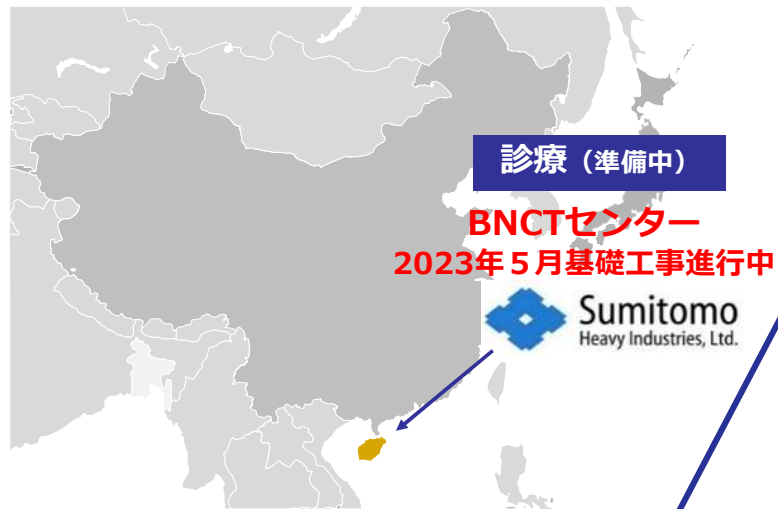 診療（準備中）
BNCTセンター
2023年５月基礎工事進行中
Sumitomo
Heavy Industries, Ltd.